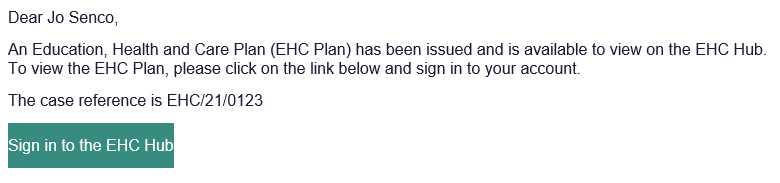 Dear Jo Senco,
An Education, Health and Care Plan (EHC Plan) has been issued and is available to view on the EHC Hub.
To view the EHC Plan, please click on the link below and sign in to your account.
The case reference is EHC/21/0123
Sign in to the EHC Hub